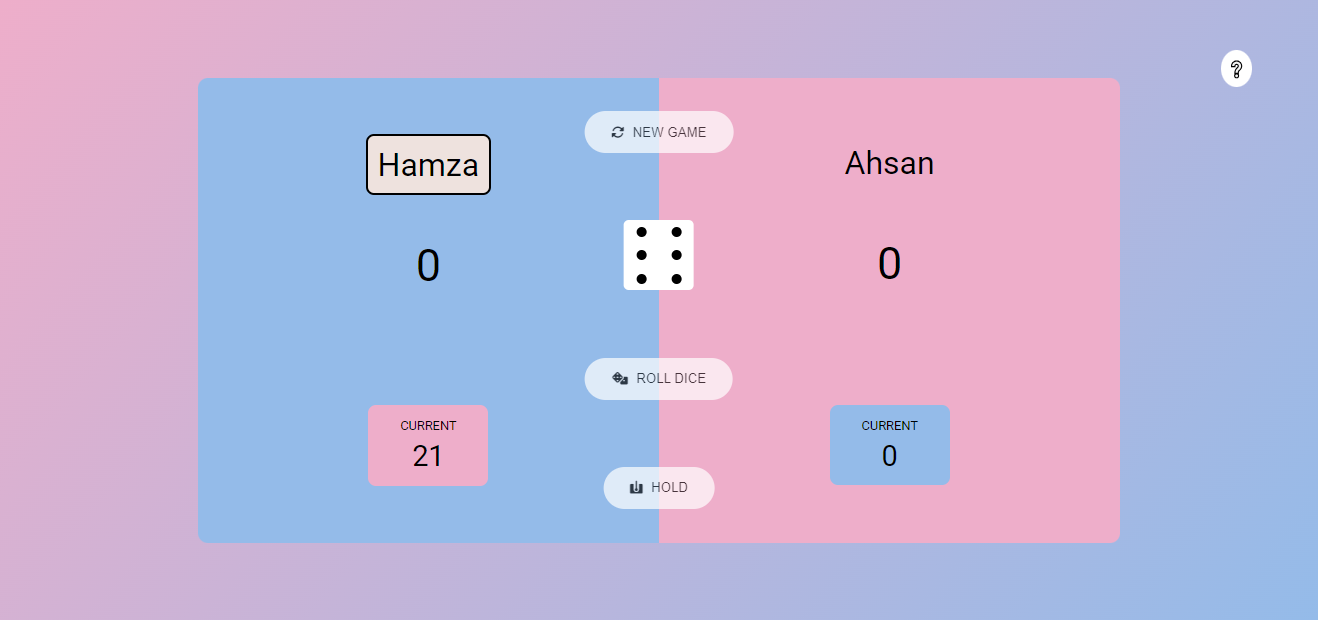 ?
NEW GAME
Hamza
Ahsan
0
0
ROLL DICE
CURRENT
21
CURRENT
0
HOLD